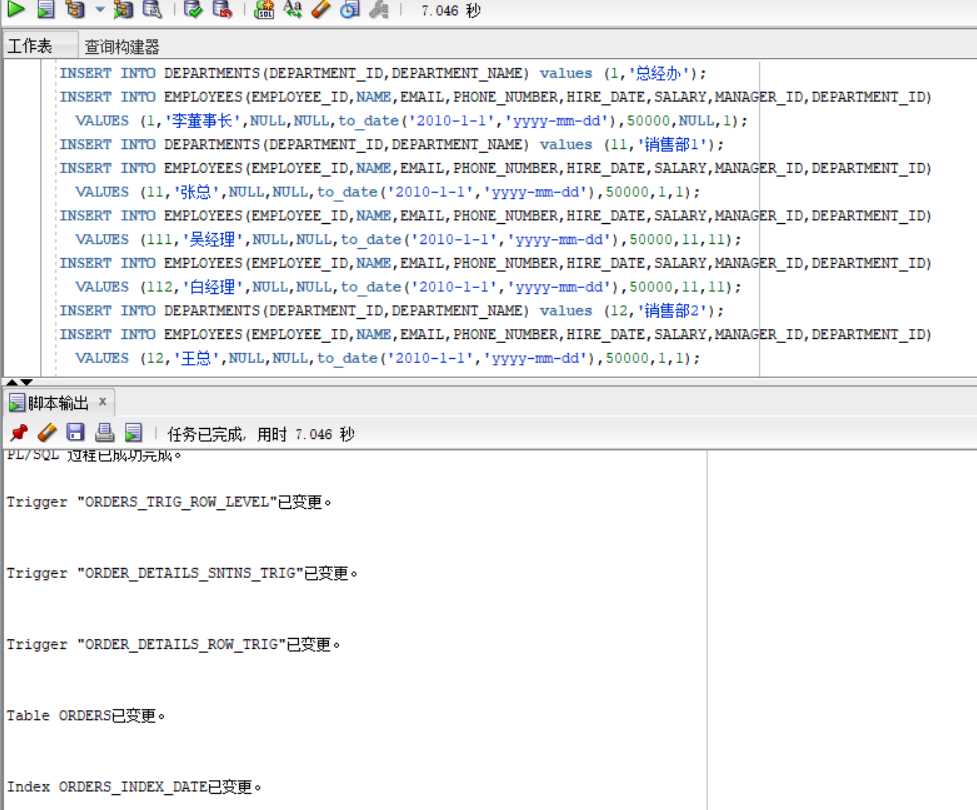 7.046 秒
工作表 查询构建器
INSERT INTO DEPARTMENTS(DEPARTMENT_ID,DEPARTMENT_NAME) values (1,'总经办');
INSERT INTO EMPLOYEES(EMPLOYEE_ID,NAME,EMAIL,PHONE_NUMBER,HIRE_DATE,SALARY,MANAGER_ID,DEPARTMENT_ID)
VALUES (1,'李董事长',NULL,NULL,to_date('2010-1-1','yyyy-mm-dd'),50000,NULL,1);
INSERT INTO DEPARTMENTS(DEPARTMENT_ID,DEPARTMENT_NAME) values (11,'销售部1');
INSERT INTO EMPLOYEES(EMPLOYEE_ID,NAME,EMAIL,PHONE_NUMBER,HIRE_DATE,SALARY,MANAGER_ID,DEPARTMENT_ID)
VALUES (11,'张总',NULL,NULL,to_date('2010-1-1','yyyy-mm-dd'),50000,1,1);
INSERT INTO EMPLOYEES(EMPLOYEE_ID,NAME,EMAIL,PHONE_NUMBER,HIRE_DATE,SALARY,MANAGER_ID,DEPARTMENT_ID)
VALUES (111,'吴经理',NULL,NULL,to_date('2010-1-1','yyyy-mm-dd'),50000,11,11);
INSERT INTO EMPLOYEES(EMPLOYEE_ID,NAME,EMAIL,PHONE_NUMBER,HIRE_DATE,SALARY,MANAGER_ID,DEPARTMENT_ID)
VALUES (112,'白经理',NULL,NULL,to_date('2010-1-1','yyyy-mm-dd'),50000,11,11);
INSERT INTO DEPARTMENTS(DEPARTMENT_ID,DEPARTMENT_NAME) values (12,'销售部2');
INSERT INTO EMPLOYEES(EMPLOYEE_ID,NAME,EMAIL,PHONE_NUMBER,HIRE_DATE,SALARY,MANAGER_ID,DEPARTMENT_ID)
VALUES (12,'王总',NULL,NULL,to_date('2010-1-1','yyyy-mm-dd'),50000,1,1);
脚本输出 x
任务已完成, 用时 7.046 秒
PL/SQL 过程已成功完成。
Trigger "ORDERS_TRIG_ROW_LEVEL"已变更。
Trigger "ORDER_DETAILS_SNTNS_TRIG"已变更。
Trigger "ORDER_DETAILS_ROW_TRIG"已变更。
Table ORDERS已变更。
Index ORDERS_INDEX_DATE已变更。